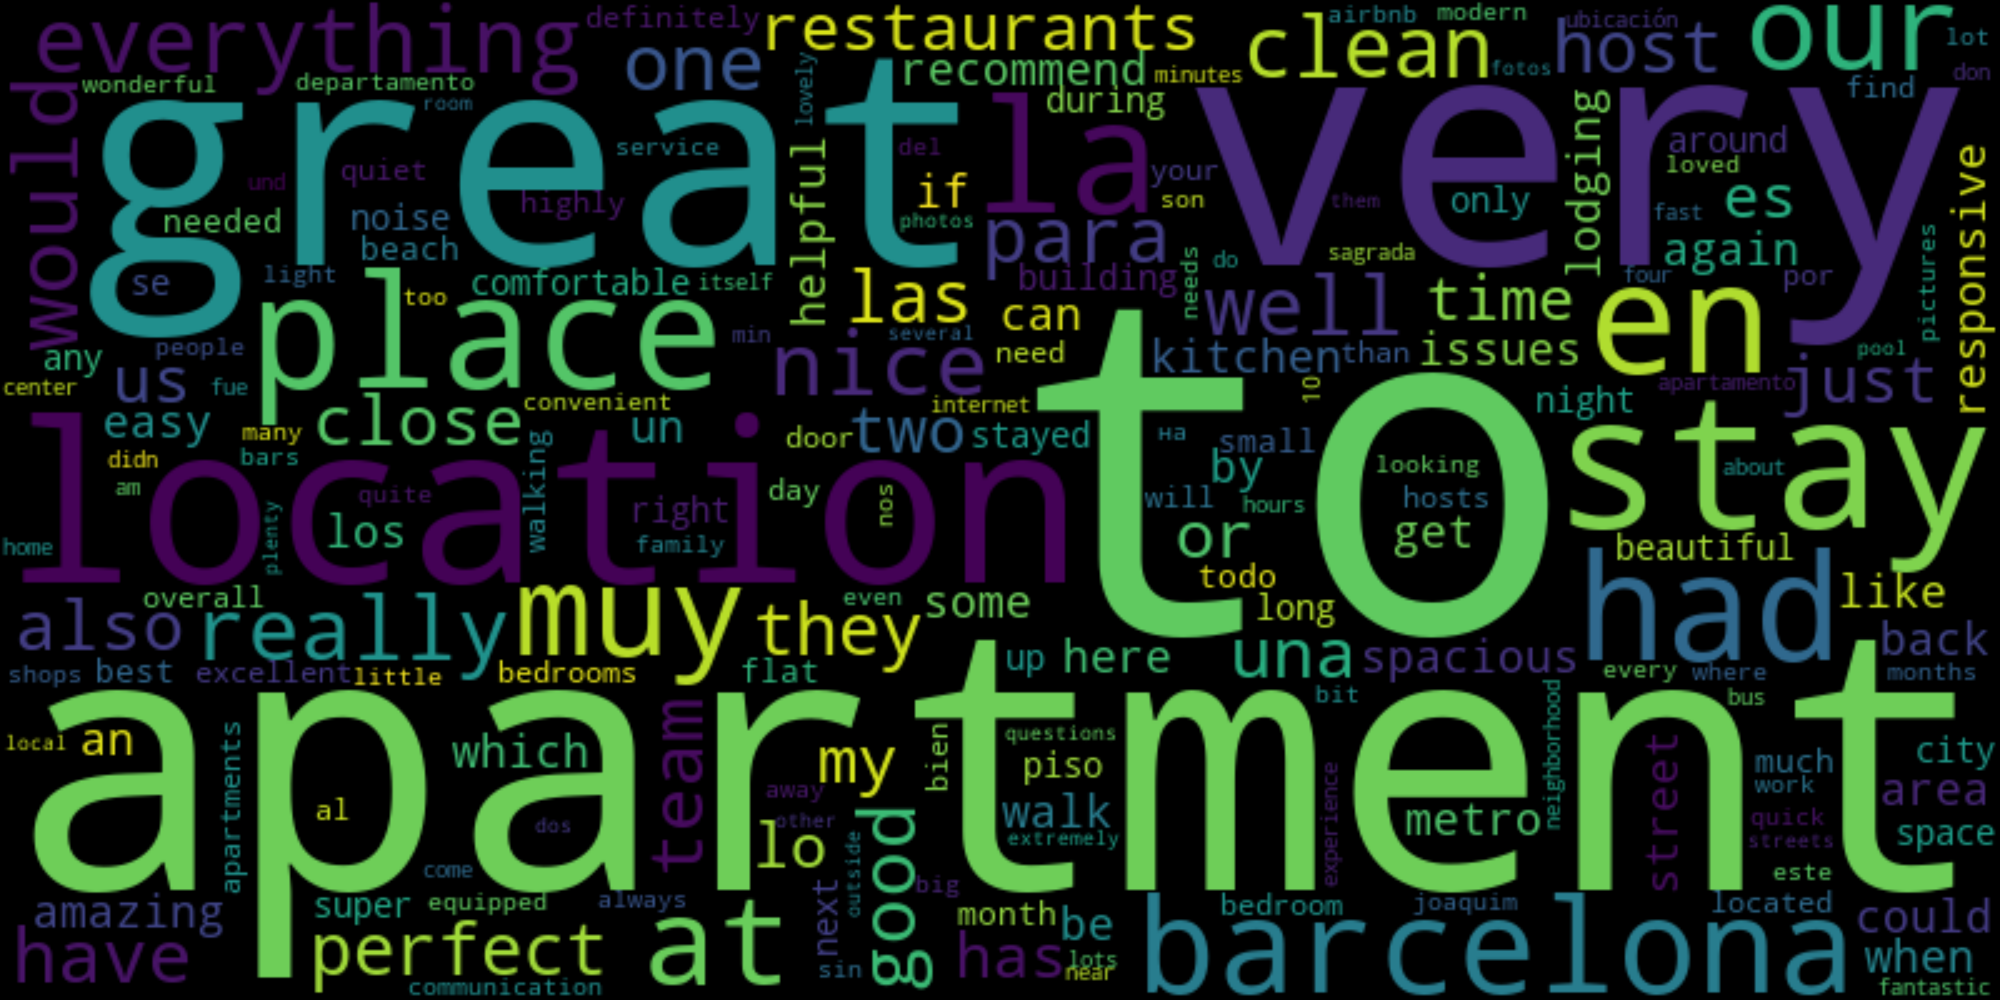 everything definitely restaurants clean airbnb modern ubicación host our lot
wonderful departamento one recommend minutes fotos find don
would great room lovely during la very lodging around responsive
service del your loved
quiet und highly helpful if son them only es
needed noise photos para fast
beach sagrada again
se light comfortable itself building needs do four por pictures
place too las can well time en
any people min several nice need kitchen than issues pool
center us fue internet 10 apartamento just
easy close convenient to night stay
many un door two stayed на small
didn bars location walking by looking about
am quite day nos will hours hosts
los right or get
home plenty family beautiful
overall muy even some todo long had like
also really they una back
shops best excellent little bedrooms flat up here spacious every where months
apartment team bit neighborhood bus
local an apartments which my bien questions street much city
al away piso work area
dos other walk metro quick
lo outside extremely experience streets space
come good este
amazing super equipped always next big month bedroom joaquim located could
have perfect at has be barcelona when
sin lots near
communication fantastic